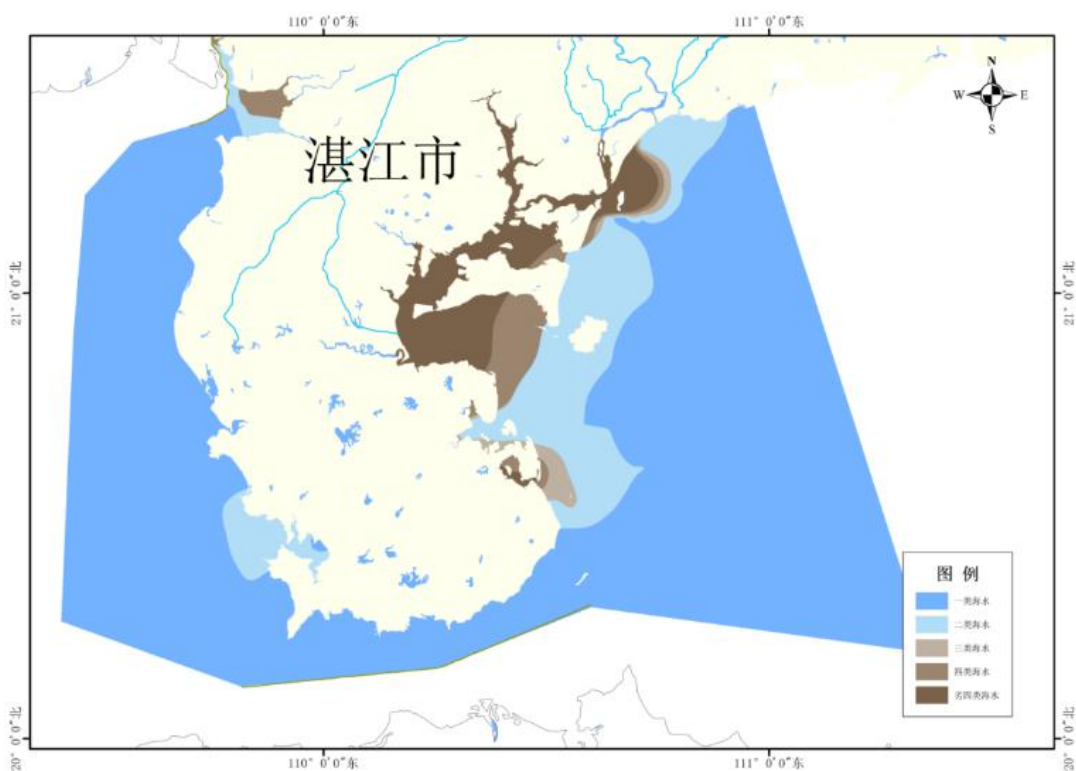 110° 0′0″东
111° 0′0″东
N
W
E
S
湛江市
21° 0′0″北
21° 0′0″北
图 例
一类海水
二类海水
三类海水
四类海水
劣四类海水
20° 0′0″北
20° 0′0″北
110° 0′0″东
111° 0′0″东